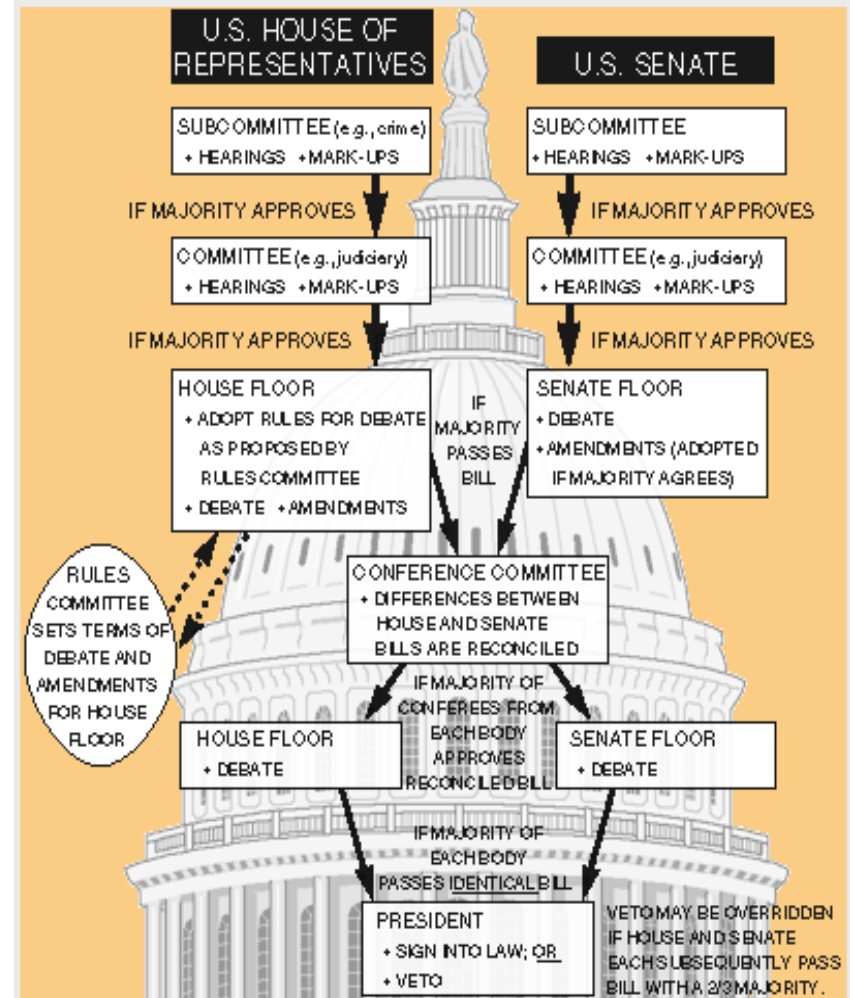 U.S. HOUSE OF
REPRESENTATIVES
U.S. SENATE
SUBCOMMITTEE (e.g., crime)
+ HEARINGS + MARK-UPS
SUBCOMMITTEE
+ HEARINGS + MARK-UPS
IF MAJORITY APPROVES
IF MAJORITY APPROVES
COMMITTEE (e.g., judiciary)
+ HEARINGS + MARK-UPS
COMMITTEE (e.g., judiciary)
+ HEARINGS + MARK-UPS
IF MAJORITY APPROVES
IF MAJORITY APPROVES
HOUSE FLOOR
+ ADOPT RULES FOR DEBATE
AS PROPOSED BY
RULES COMMITTEE
+ DEBATE + AMENDMENTS
IF
MAJORITY
PASSES
BILL
SENATE FLOOR
+ DEBATE
+ AMENDMENTS (ADOPTED
IF MAJORITY AGREES)
RULES
COMMITTEE
SETS TERMS OF
DEBATE AND
AMENDMENTS
FOR HOUSE
FLOOR
CONFERENCE COMMITTEE
+ DIFFERENCES BETWEEN
HOUSE AND SENATE
BILLS ARE RECONCILED
IF MAJORITY OF
CONFEREES FROM
EACH BODY
APPROVES
RECONCILED BILL
HOUSE FLOOR
+ DEBATE
SENATE FLOOR
+ DEBATE
IF MAJORITY OF
EACH BODY
PASSES IDENTICAL BILL
PRESIDENT
+ SIGN INTO LAW; OR
+ VETO
VETO MAY BE OVERRIDDEN
IF HOUSE AND SENATE
EACH SUBSEQUENTLY PASS
BILL WITH A 2/3 MAJORITY.